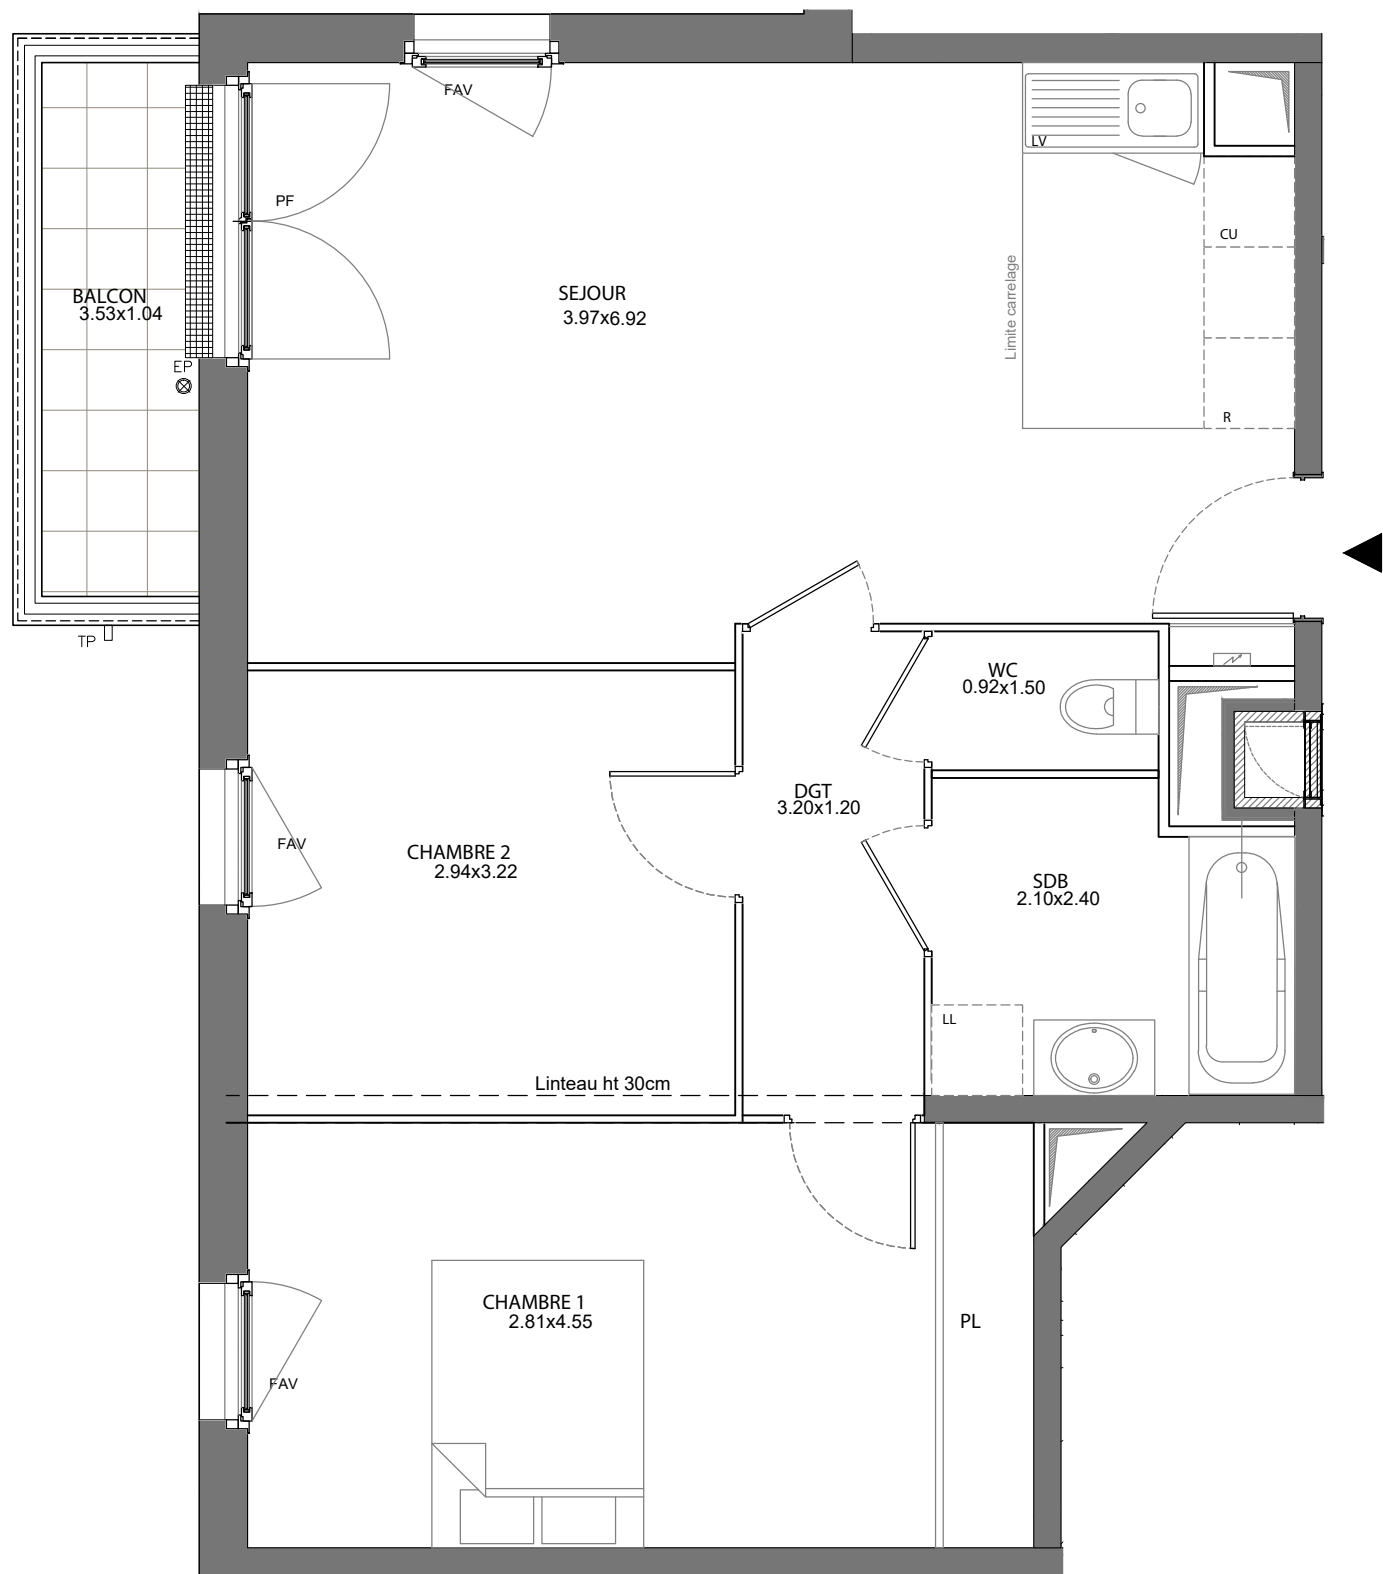 FAV
LV
PF
CU
BALCON
3.53x1.04
SEJOUR
3.97x6.92
Limite carrelage
EP
R
TP
WC
0.92x1.50
DGT
3.20x1.20
FAV
CHAMBRE 2
2.94x3.22
SDB
2.10x2.40
LL
Linteau ht 30cm
CHAMBRE 1
2.81x4.55
PL
FAV